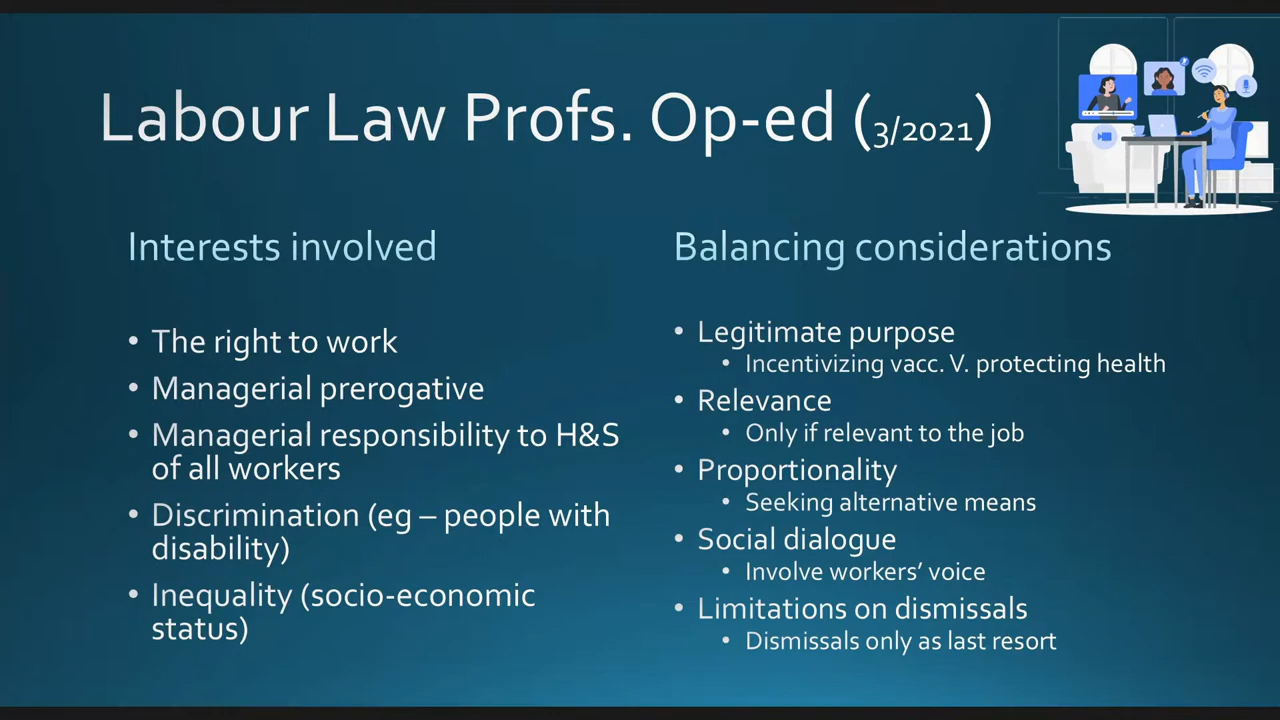 Labour Law Profs. Op-ed (3/2021)
Interests involved
• The right to work
• Managerial prerogative
• Managerial responsibility to H&S
of all workers
• Discrimination (eg – people with
disability)
• Inequality (socio-economic
status)
Balancing considerations
• Legitimate purpose
• Incentivizing vacc. V. protecting health
• Relevance
• Only if relevant to the job
• Proportionality
• Seeking alternative means
• Social dialogue
• Involve workers’ voice
• Limitations on dismissals
• Dismissals only as last resort